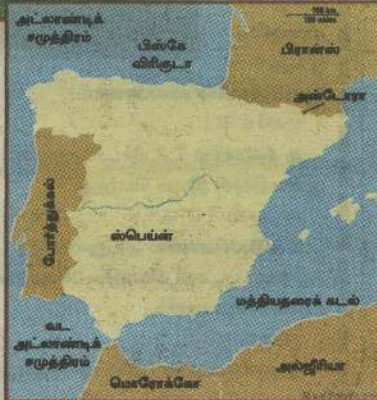 அட்லாண்டிக்
சமுத்திரம்
பிஸ்கே
விரிகுடா
பிரான்ஸ்
அன்டோரா
போர்த்துக்கல்
ஸ்பெய்ன்
மத்தியதரைக் கடல்
வட
அட்லாண்டிக்
சமுத்திரம்
மொரோக்கோ
அல்ஜீரியா